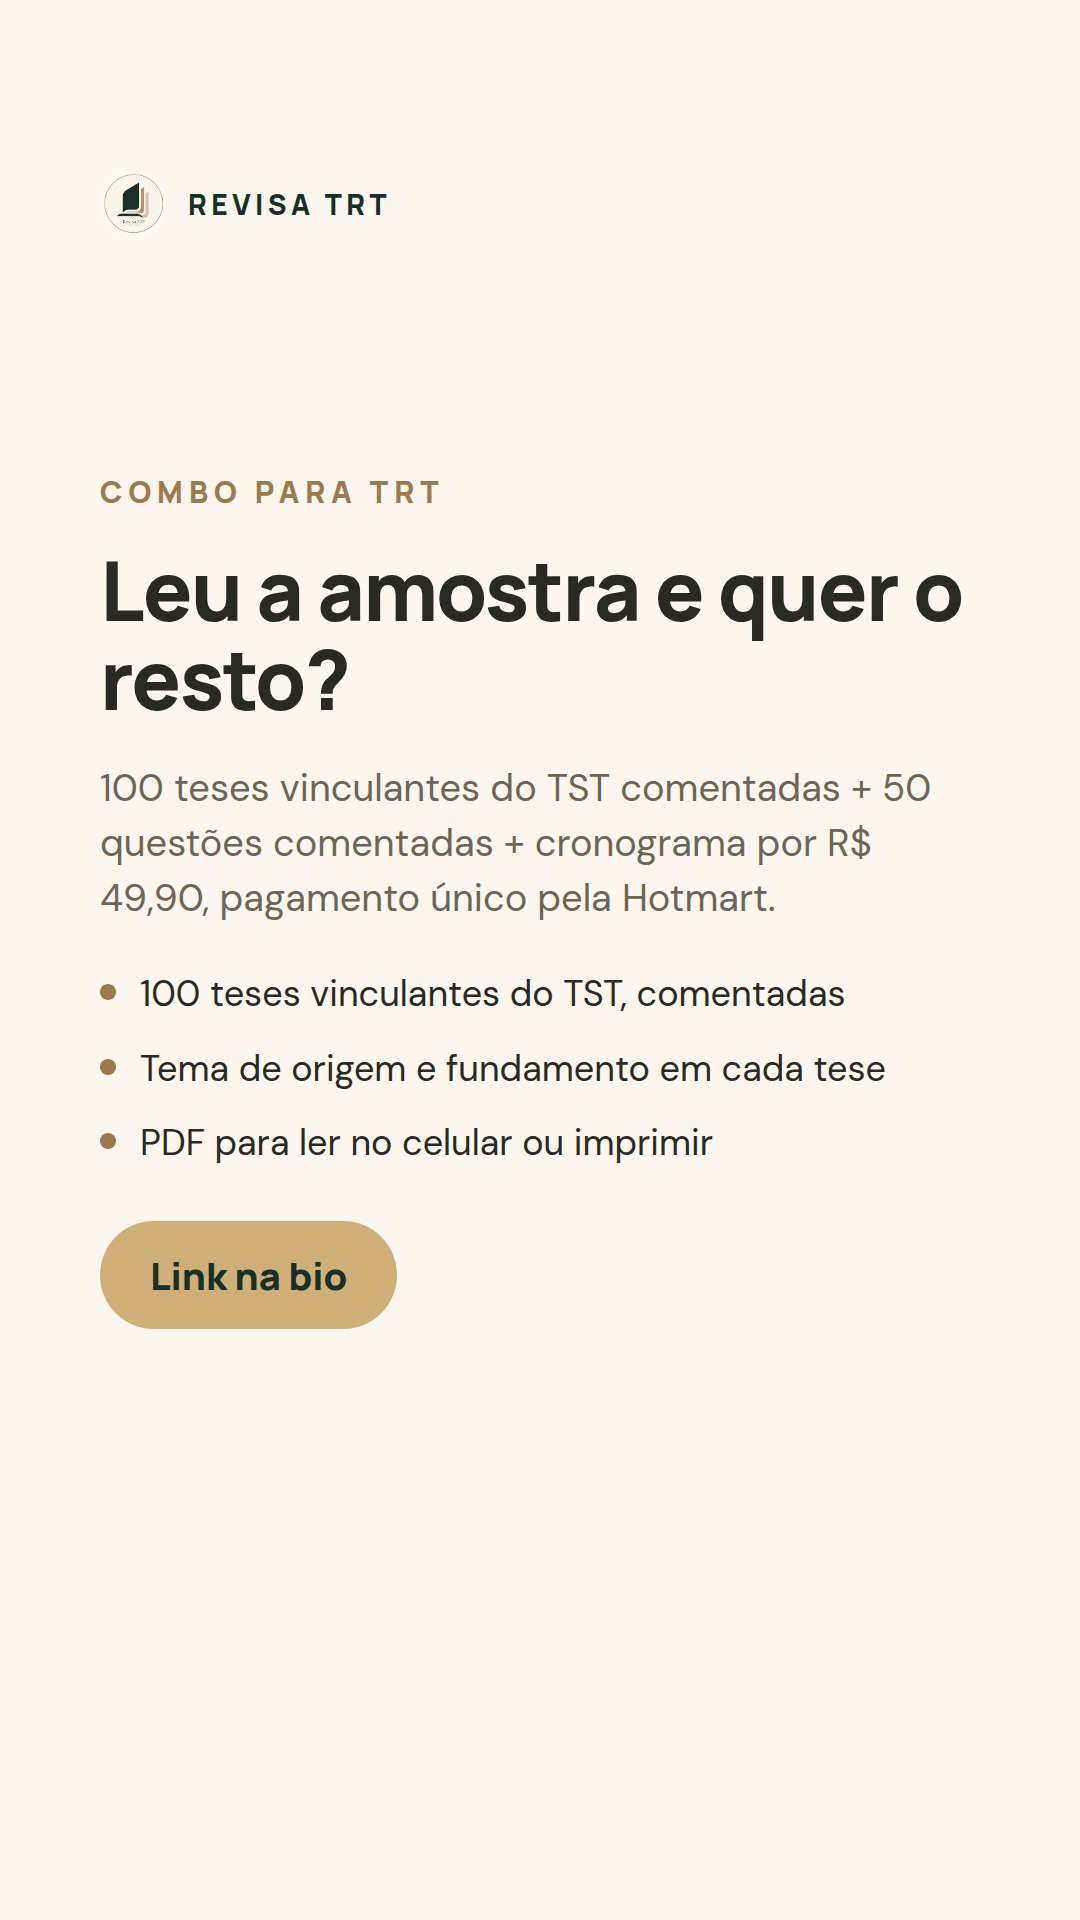 REVISA TRT
COMBO PARA TRT
Leu a amostra e quer o
resto?
100 teses vinculantes do TST comentadas + 50
questões comentadas + cronograma por R$
49,90, pagamento único pela Hotmart.
100 teses vinculantes do TST, comentadas
Tema de origem e fundamento em cada tese
PDF para ler no celular ou imprimir
Link na bio